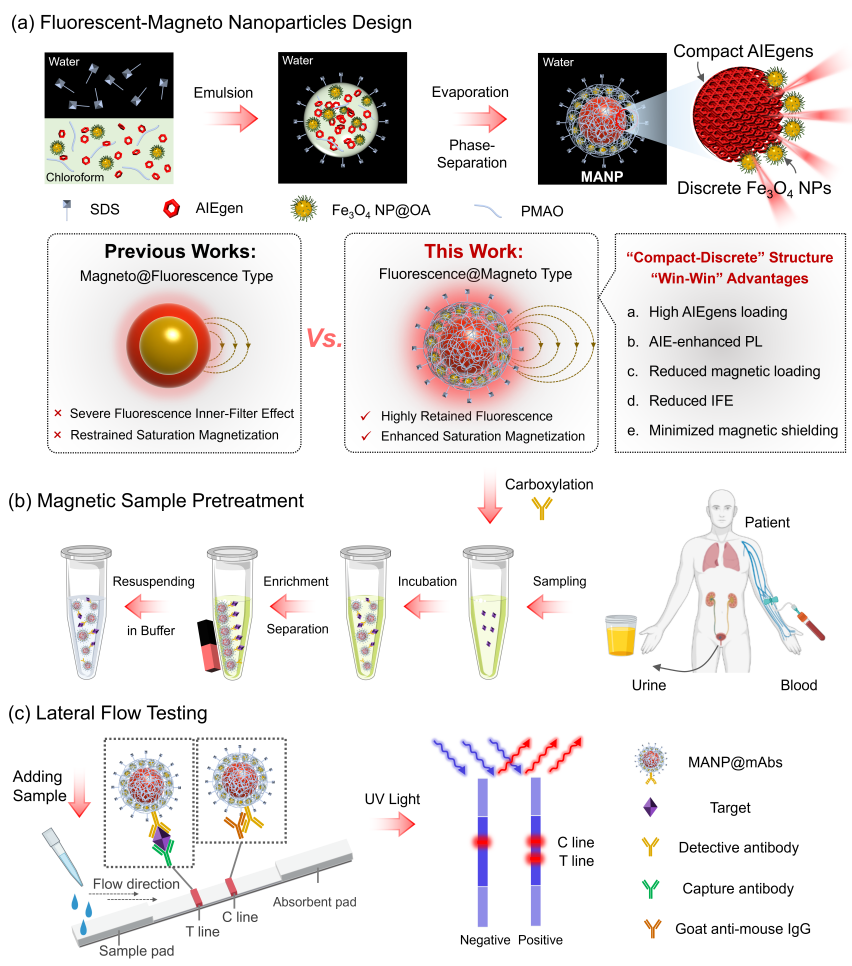 (a) Fluorescent-Magneto Nanoparticles Design
Water
Chloroform
Emulsion
Water
Evaporation
Phase-
Separation
Water
MANP
Compact AIEgens
Discrete Fe₃O₄ NPs
SDS
AIEgen
Fe₃O₄ NP@OA
PMAO
Previous Works:
Magneto@Fluorescence Type
× Severe Fluorescence Inner-Filter Effect
× Restrained Saturation Magnetization
Vs.
This Work:
Fluorescence@Magneto Type
✓ Highly Retained Fluorescence
✓ Enhanced Saturation Magnetization
“Compact-Discrete” Structure
“Win-Win” Advantages
a. High AIEgens loading
b. AIE-enhanced PL
c. Reduced magnetic loading
d. Reduced IFE
e. Minimized magnetic shielding
Carboxylation
(b) Magnetic Sample Pretreatment
Resuspending
in Buffer
Enrichment
Separation
Incubation
Sampling
Patient
Urine
Blood
(c) Lateral Flow Testing
Adding
Sample
Flow direction
Sample pad
T line
C line
Absorbent pad
UV Light
C line
T line
Negative
Positive
MANP@mAbs
Target
Detective antibody
Capture antibody
Goat anti-mouse IgG